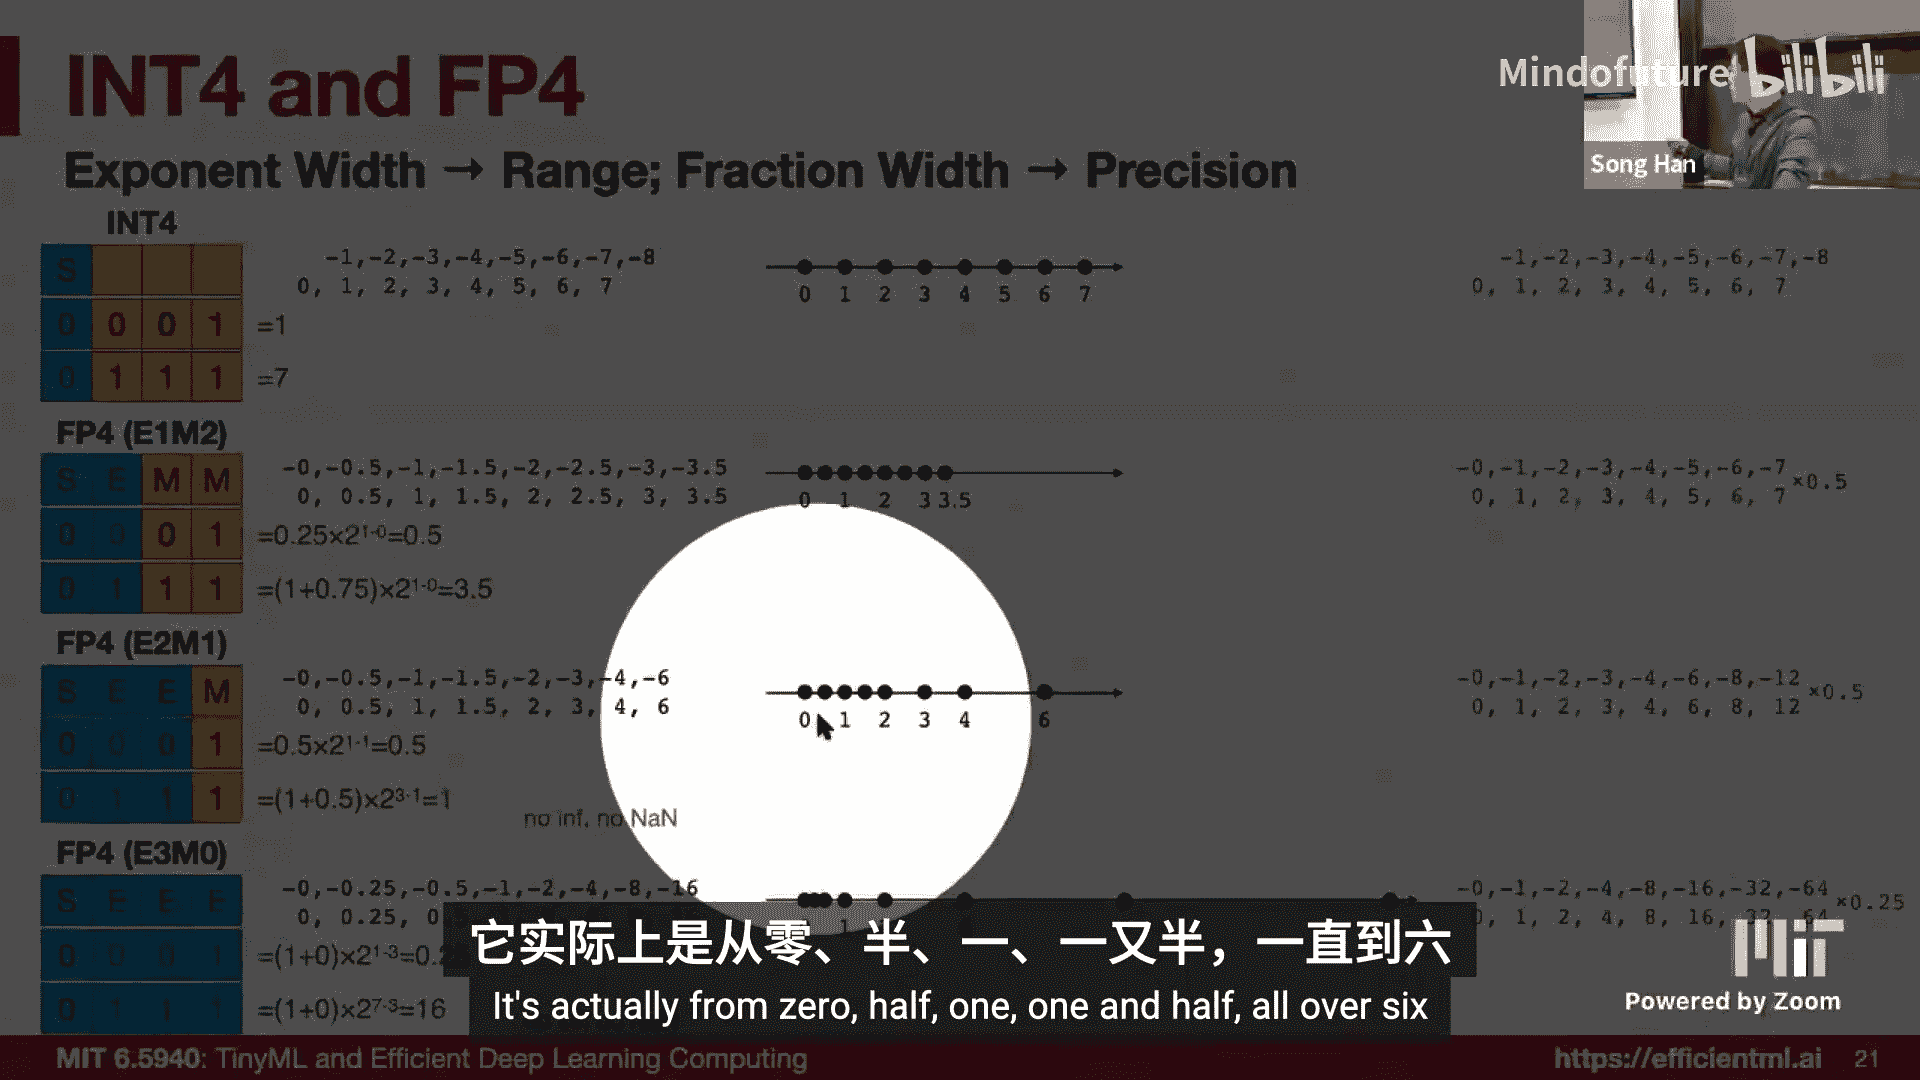 INT4 and FP4
Mindofuture
bilibili
Song Han
Exponent Width → Range; Fraction Width → Precision
INT4
S
0 0 0 1 =1
0 1 1 1 =7
-1,-2,-3,-4,-5,-6,-7,-8
0, 1, 2, 3, 4, 5, 6, 7
0 1 2 3 4 5 6 7
-1,-2,-3,-4,-5,-6,-7,-8
0, 1, 2, 3, 4, 5, 6, 7
FP4 (E1M2)
S E M M
0 0 0 1 =0.25×2¹⁻⁰=0.5
0 1 1 1 =(1+0.75)×2¹⁻⁰=3.5
-0,-0.5,-1,-1.5,-2,-2.5,-3,-3.5
0, 0.5, 1, 1.5, 2, 2.5, 3, 3.5
0 1 2 3 3.5
-0,-1,-2,-3,-4,-5,-6,-7
0, 1, 2, 3, 4, 5, 6, 7
×0.5
FP4 (E2M1)
S E E M
0 0 0 1 =0.5×2¹⁻¹=0.5
0 1 1 1 =(1+0.5)×2³⁻¹=1
-0,-0.5,-1,-1.5,-2,-3,-4,-6
0, 0.5, 1, 1.5, 2, 3, 4, 6
no inf, no NaN
0 1 2 3 4 6
-0,-1,-2,-3,-4,-6,-8,-12
0, 1, 2, 3, 4, 6, 8, 12
×0.5
FP4 (E3M0)
S E E E
0 0 0 1 =(1+0)×2¹⁻³=0.2
0 1 1 1 =(1+0)×2⁷⁻³=16
-0,-0.25,-0.5,-1,-2,-4,-8,-16
0, 0.25,
-0,-1,-2,-4,-8,-16,-32,-64
0, 1, 2, 4, 8, 16, 32, 64
×0.25
它实际上是从零、半、一、一又半，一直到六
It's actually from zero, half, one, one and half, all over six
MIT
Powered by Zoom
MIT 6.5940: TinyML and Efficient Deep Learning Computing
https://efficientml.ai
21